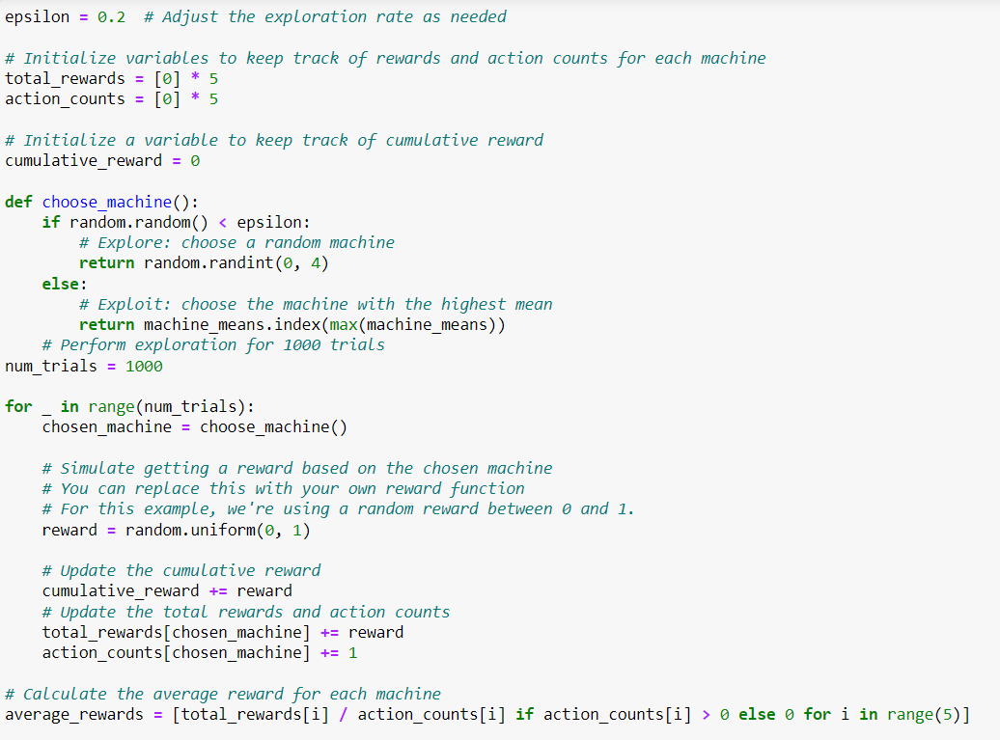 epsilon = 0.2  # Adjust the exploration rate as needed
# Initialize variables to keep track of rewards and action counts for each machine
total_rewards = [0] * 5
action_counts = [0] * 5
# Initialize a variable to keep track of cumulative reward
cumulative_reward = 0
def choose_machine():
    if random.random() < epsilon:
        # Explore: choose a random machine
        return random.randint(0, 4)
    else:
        # Exploit: choose the machine with the highest mean
        return machine_means.index(max(machine_means))
    # Perform exploration for 1000 trials
num_trials = 1000
for _ in range(num_trials):
    chosen_machine = choose_machine()
    # Simulate getting a reward based on the chosen machine
    # You can replace this with your own reward function
    # For this example, we're using a random reward between 0 and 1.
    reward = random.uniform(0, 1)
    # Update the cumulative reward
    cumulative_reward += reward
    # Update the total rewards and action counts
    total_rewards[chosen_machine] += reward
    action_counts[chosen_machine] += 1
# Calculate the average reward for each machine
average_rewards = [total_rewards[i] / action_counts[i] if action_counts[i] > 0 else 0 for i in range(5)]